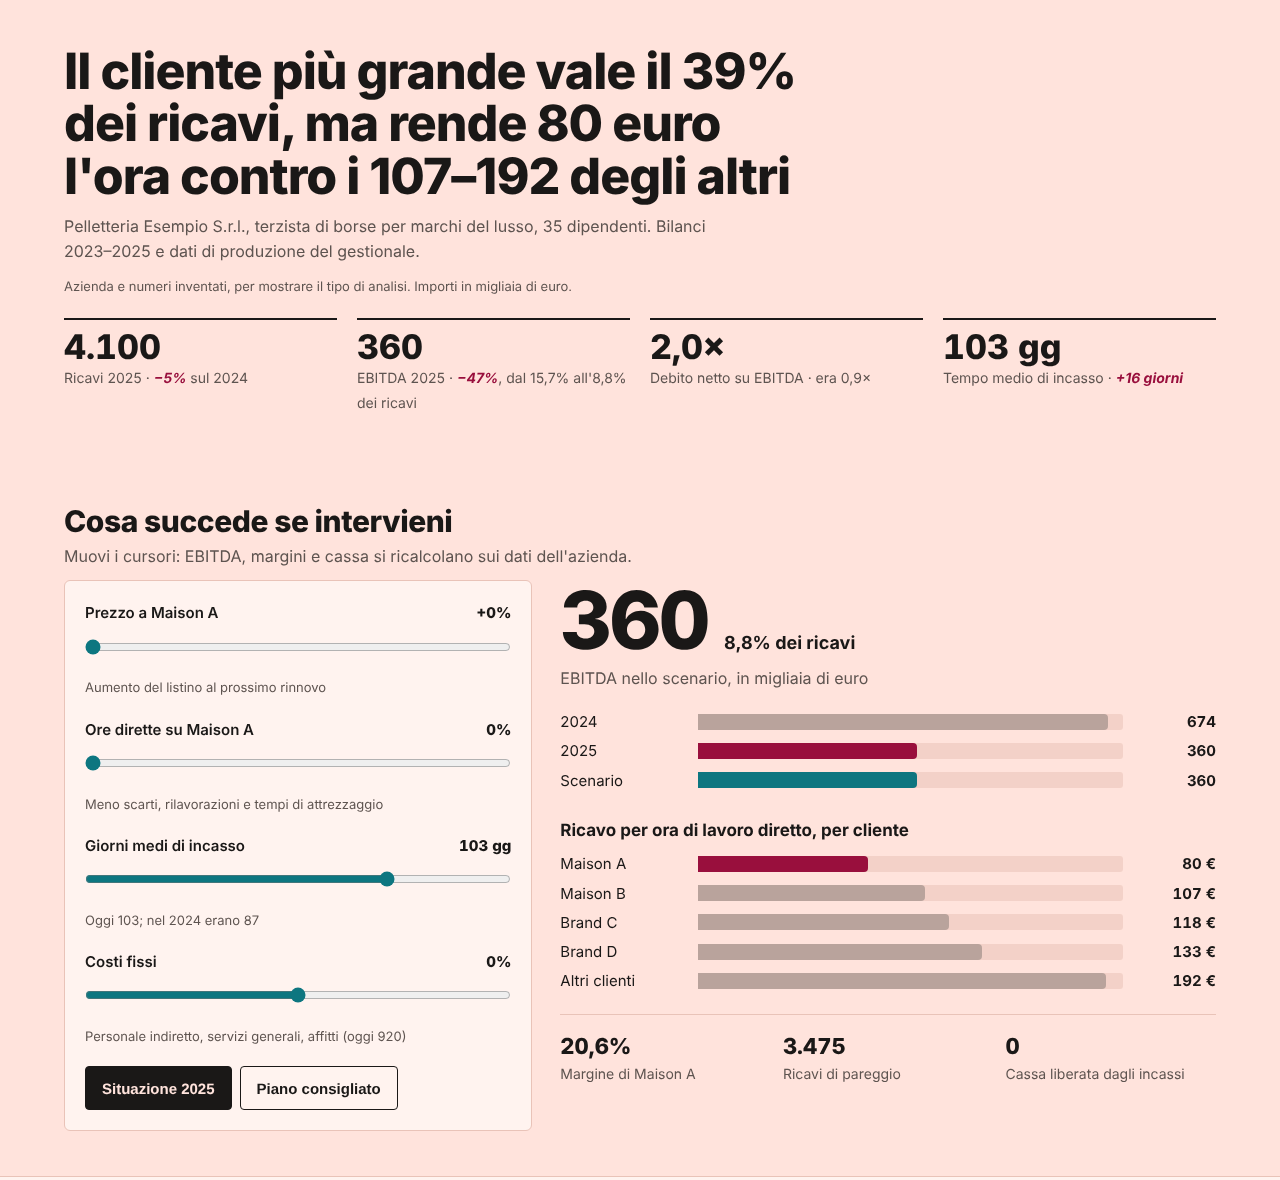 Il cliente più grande vale il 39%
dei ricavi, ma rende 80 euro
l'ora contro i 107–192 degli altri
Pelletteria Esempio S.r.l., terzista di borse per marchi del lusso, 35 dipendenti. Bilanci
2023–2025 e dati di produzione del gestionale.
Azienda e numeri inventati, per mostrare il tipo di analisi. Importi in migliaia di euro.
4.100
Ricavi 2025 · −5% sul 2024
360
EBITDA 2025 · −47%, dal 15,7% all'8,8%
dei ricavi
2,0×
Debito netto su EBITDA · era 0,9×
103 gg
Tempo medio di incasso · +16 giorni
Cosa succede se intervieni
Muovi i cursori: EBITDA, margini e cassa si ricalcolano sui dati dell'azienda.
Prezzo a Maison A +0%
Aumento del listino al prossimo rinnovo
Ore dirette su Maison A 0%
Meno scarti, rilavorazioni e tempi di attrezzaggio
Giorni medi di incasso 103 gg
Oggi 103; nel 2024 erano 87
Costi fissi 0%
Personale indiretto, servizi generali, affitti (oggi 920)
Situazione 2025 Piano consigliato
360 8,8% dei ricavi
EBITDA nello scenario, in migliaia di euro
2024 674
2025 360
Scenario 360
Ricavo per ora di lavoro diretto, per cliente
Maison A 80 €
Maison B 107 €
Brand C 118 €
Brand D 133 €
Altri clienti 192 €
20,6%
Margine di Maison A
3.475
Ricavi di pareggio
0
Cassa liberata dagli incassi